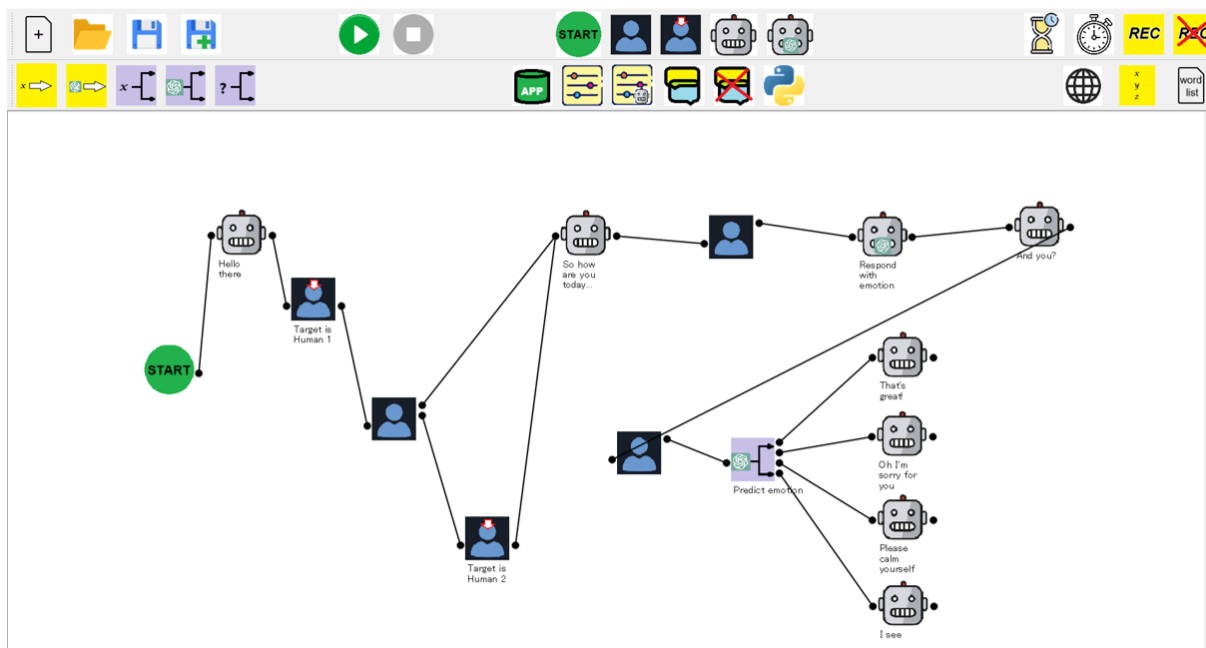 +
START
REC
REC
x
x
?
APP
x
y
z
word
list
Hello
there
Target is
Human 1
START
So how
are you
today...
Respond
with
emotion
And you?
Target is
Human 2
Predict emotion
That's
great!
Oh I'm
sorry for
you
Please
calm
yourself
I see